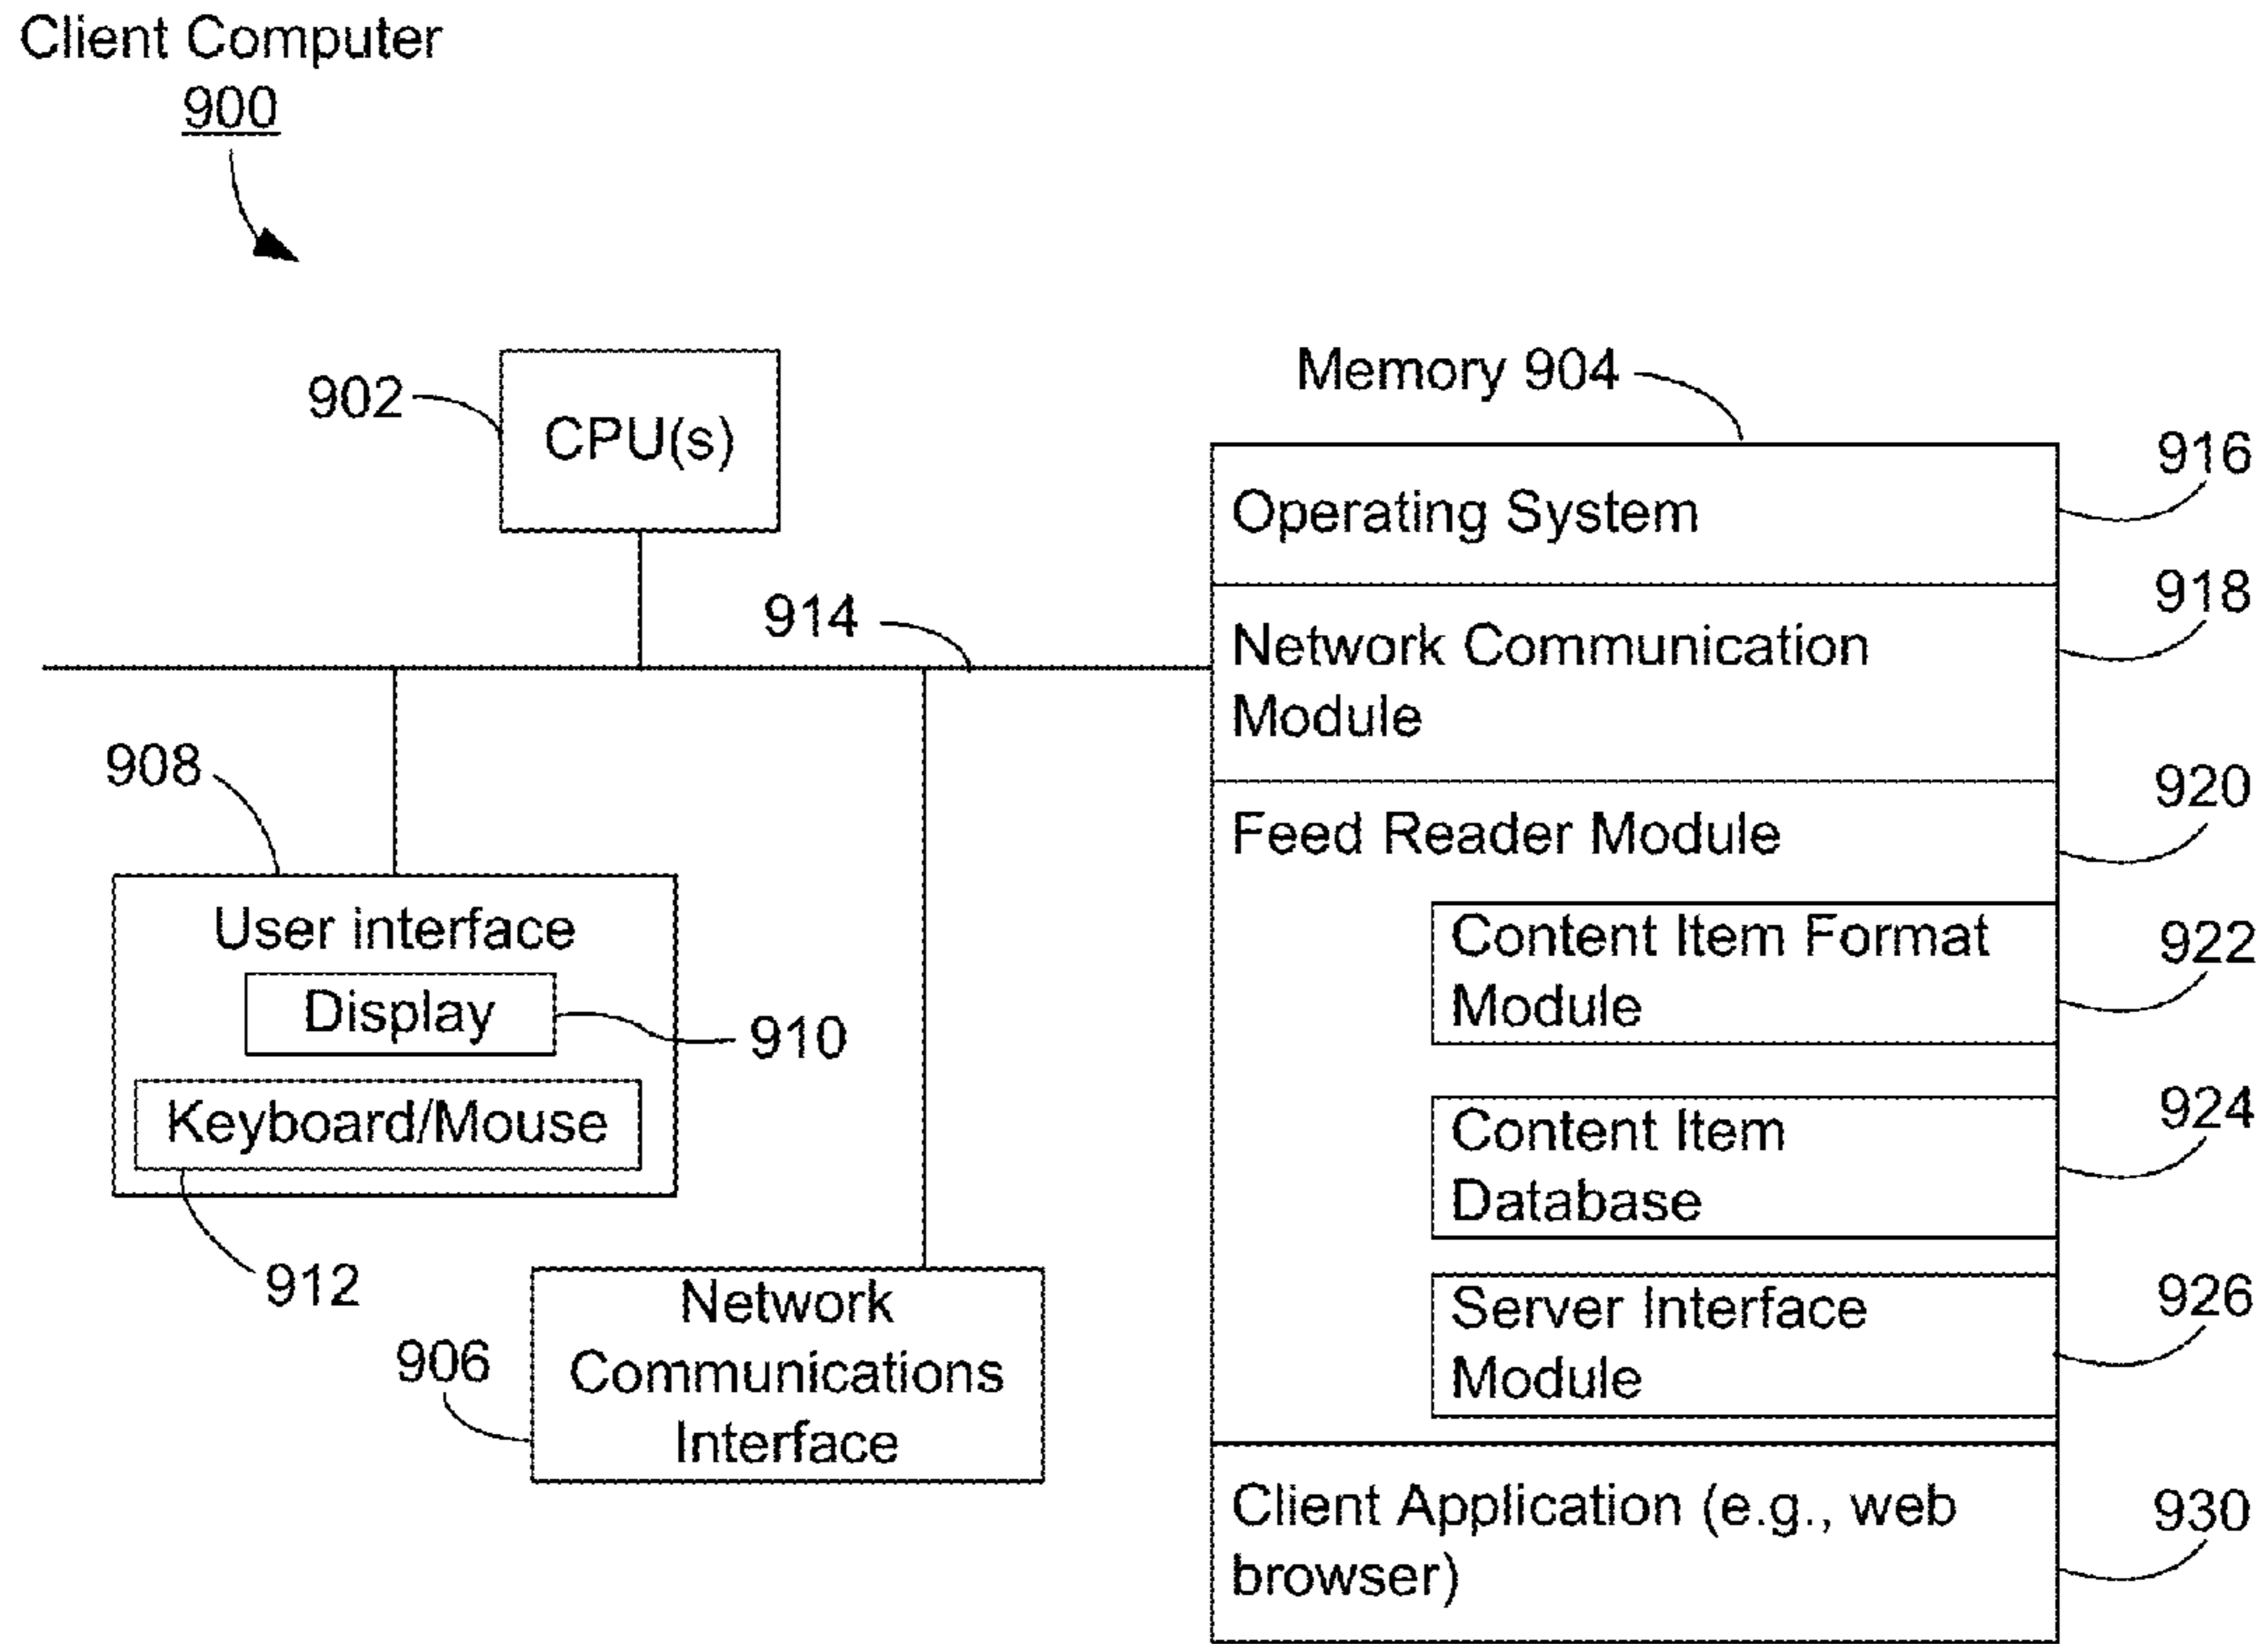 Client Computer
900
902
CPU(s)
914
908
User interface
Display
910
Keyboard/Mouse
912
906
Network
Communications
Interface
Memory 904
Operating System
916
Network Communication
Module
918
Feed Reader Module
920
Content Item Format
Module
922
Content Item
Database
924
Server Interface
Module
926
Client Application (e.g., web
browser)
930